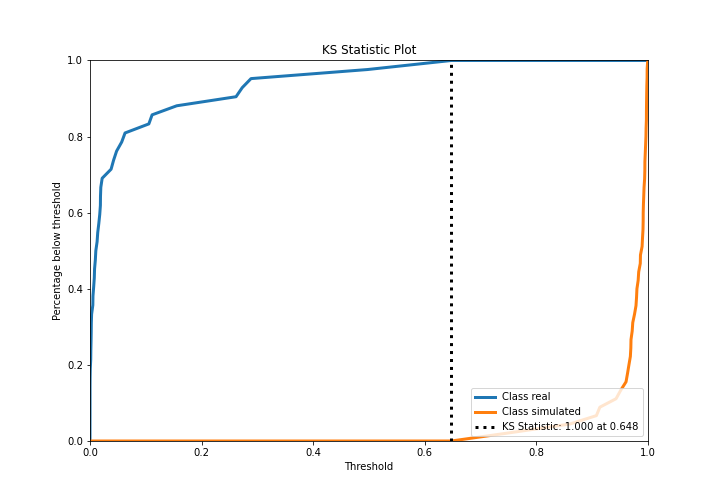 KS Statistic Plot
1.0
0.8
0.6
0.4
0.2
0.0
Percentage below threshold
Class real
Class simulated
KS Statistic: 1.000 at 0.648
0.0 0.2 0.4 0.6 0.8 1.0
Threshold